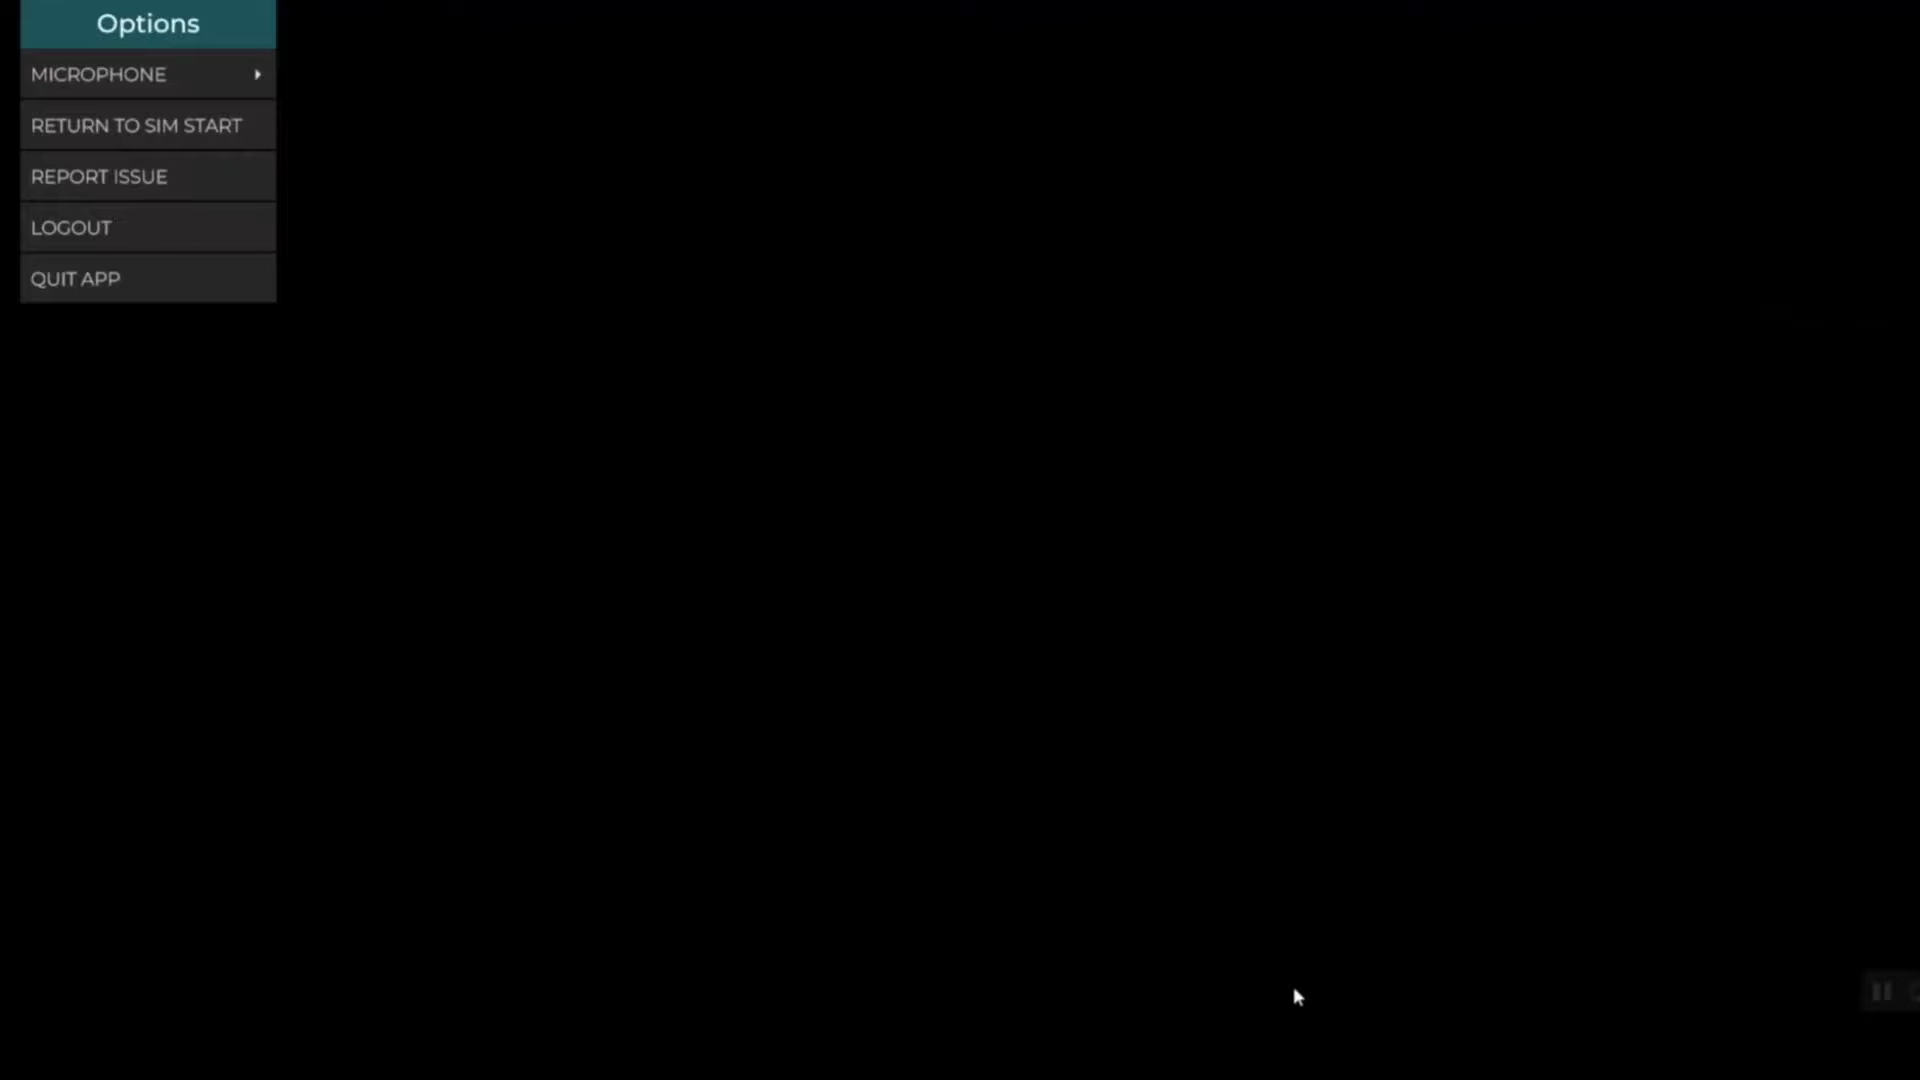 Options
MICROPHONE
RETURN TO SIM START
REPORT ISSUE
LOGOUT
QUIT APP